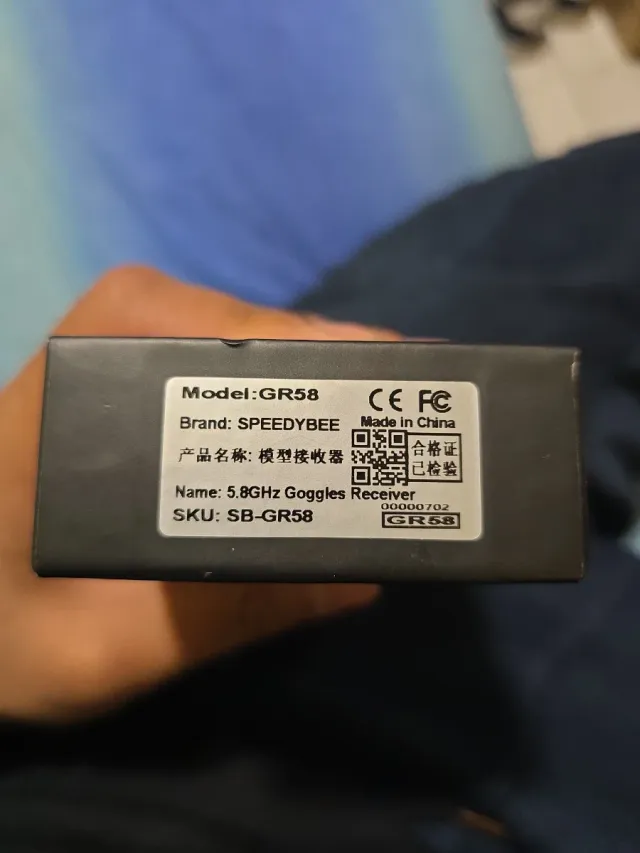 Model:GR58
CE FC
Brand: SPEEDYBEE
Made in China
产品名称: 模型接收器
合格证
已检验
Name: 5.8GHz Goggles Receiver
SKU: SB-GR58
00000702
GR58